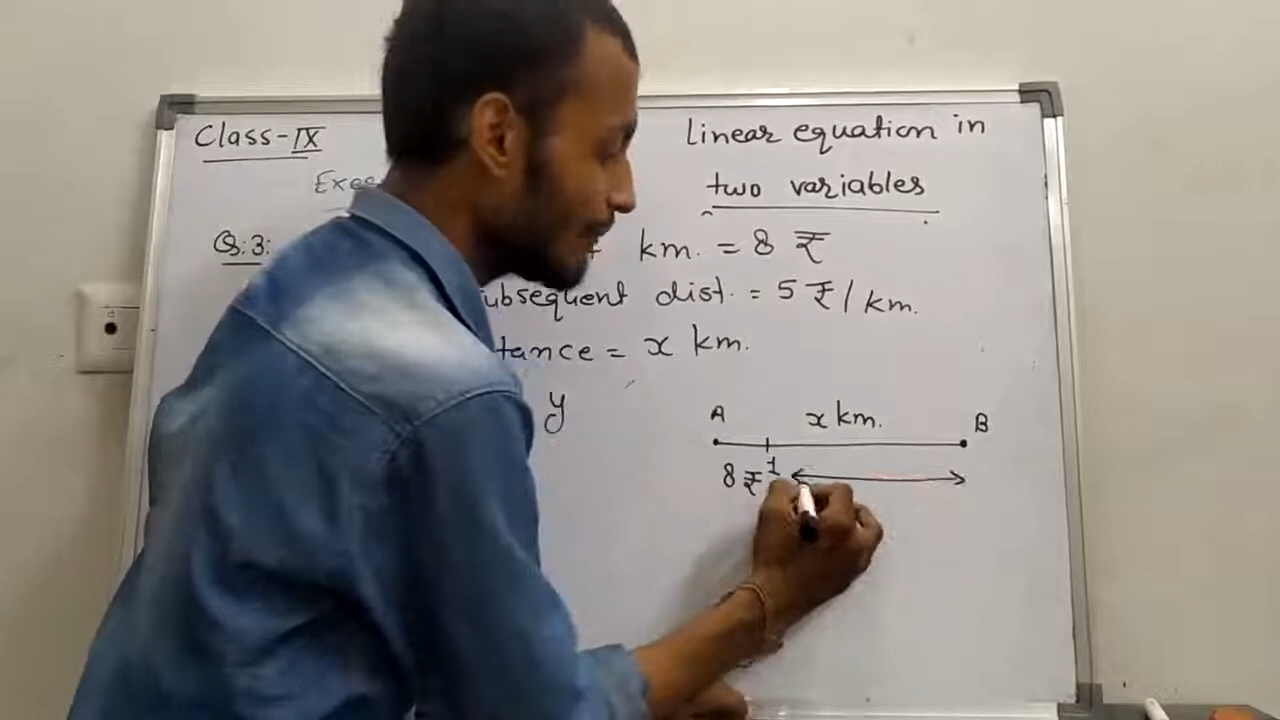 Class-IX
Linear equation in
two variables
Q:3:
km. = 8 ₹
ubsequent dist. = 5 ₹/km.
tance = x km.
y
A x km. B
8 ₹ 1